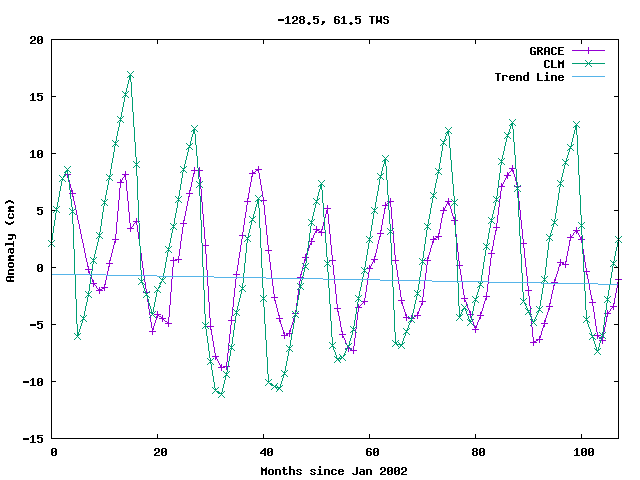 -128.5, 61.5 TWS
GRACE
CLM
Trend Line
20
15
10
5
0
-5
-10
-15
Anomaly (cm)
0 20 40 60 80 100
Months since Jan 2002